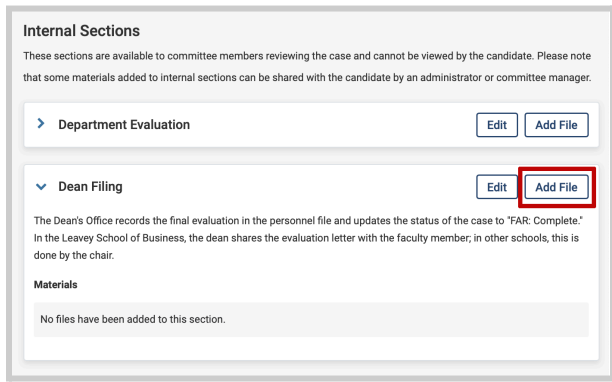 Internal Sections
These sections are available to committee members reviewing the case and cannot be viewed by the candidate. Please note
that some materials added to internal sections can be shared with the candidate by an administrator or committee manager.
Department Evaluation Edit Add File
Dean Filing Edit Add File
The Dean's Office records the final evaluation in the personnel file and updates the status of the case to "FAR: Complete."
In the Leavey School of Business, the dean shares the evaluation letter with the faculty member; in other schools, this is
done by the chair.
Materials
No files have been added to this section.